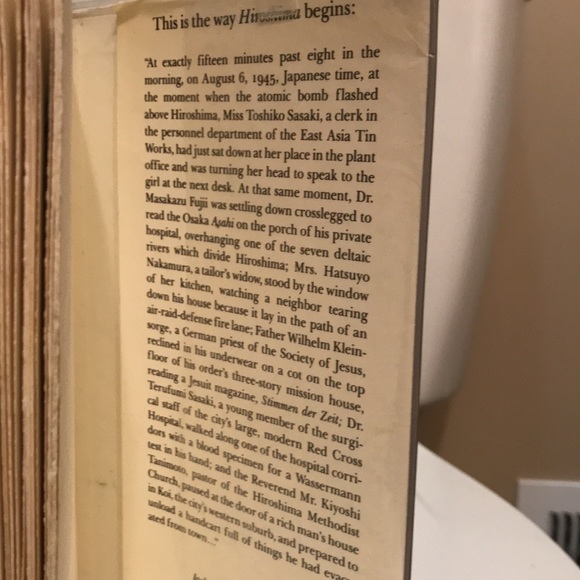 This is the way Hiroshima begins:
"At exactly fifteen minutes past eight in the
morning, on August 6, 1945, Japanese time, at
the moment when the atomic bomb flashed
above Hiroshima, Miss Toshiko Sasaki, a clerk in
the personnel department of the East Asia Tin
Works, had just sat down at her place in the plant
office and was turning her head to speak to the
girl at the next desk. At that same moment, Dr.
Masakazu Fujii was settling down crosslegged to
read the Osaka Asahi on the porch of his private
hospital, overhanging one of the seven deltaic
rivers which divide Hiroshima; Mrs. Hatsuyo
Nakamura, a tailor's widow, stood by the window
of her kitchen, watching a neighbor tearing
down his house because it lay in the path of an
air-raid-defense fire lane; Father Wilhelm Klein-
sorge, a German priest of the Society of Jesus,
reclined in his underwear on a cot on the top
floor of his order's three-story mission house,
reading a Jesuit magazine, Stimmen der Zeit; Dr.
Terufumi Sasaki, a young member of the surgi-
cal staff of the city's large, modern Red Cross
Hospital, walked along one of the hospital corri-
dors with a blood specimen for a Wassermann
test in his hand; and the Reverend Mr. Kiyoshi
Tanimoto, pastor of the Hiroshima Methodist
Church, paused at the door of a rich man's house
in Koi, the city's western suburb, and prepared to
unload a handcart full of things he had evac-
ated from town..."